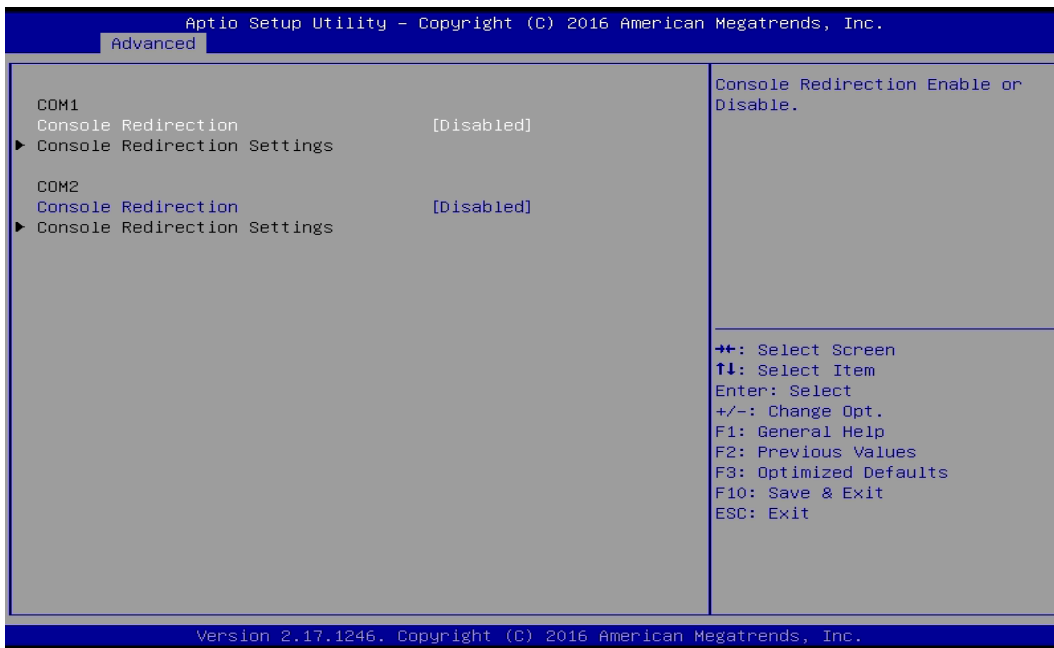 Aptio Setup Utility – Copyright (C) 2016 American Megatrends, Inc.
Advanced
COM1
Console Redirection [Disabled]
► Console Redirection Settings
COM2
Console Redirection [Disabled]
► Console Redirection Settings
Console Redirection Enable or
Disable.
→←: Select Screen
↑↓: Select Item
Enter: Select
+/-: Change Opt.
F1: General Help
F2: Previous Values
F3: Optimized Defaults
F10: Save & Exit
ESC: Exit
Version 2.17.1246. Copyright (C) 2016 American Megatrends, Inc.